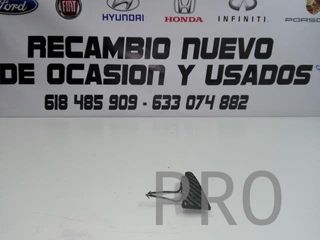 Ford
FIAT
HYUNDAI
HONDA
INFINITI
PORSC
RECAMBIO NUEVO
DE OCASION Y USADOS
618 485 909 - 633 074 882
PRO